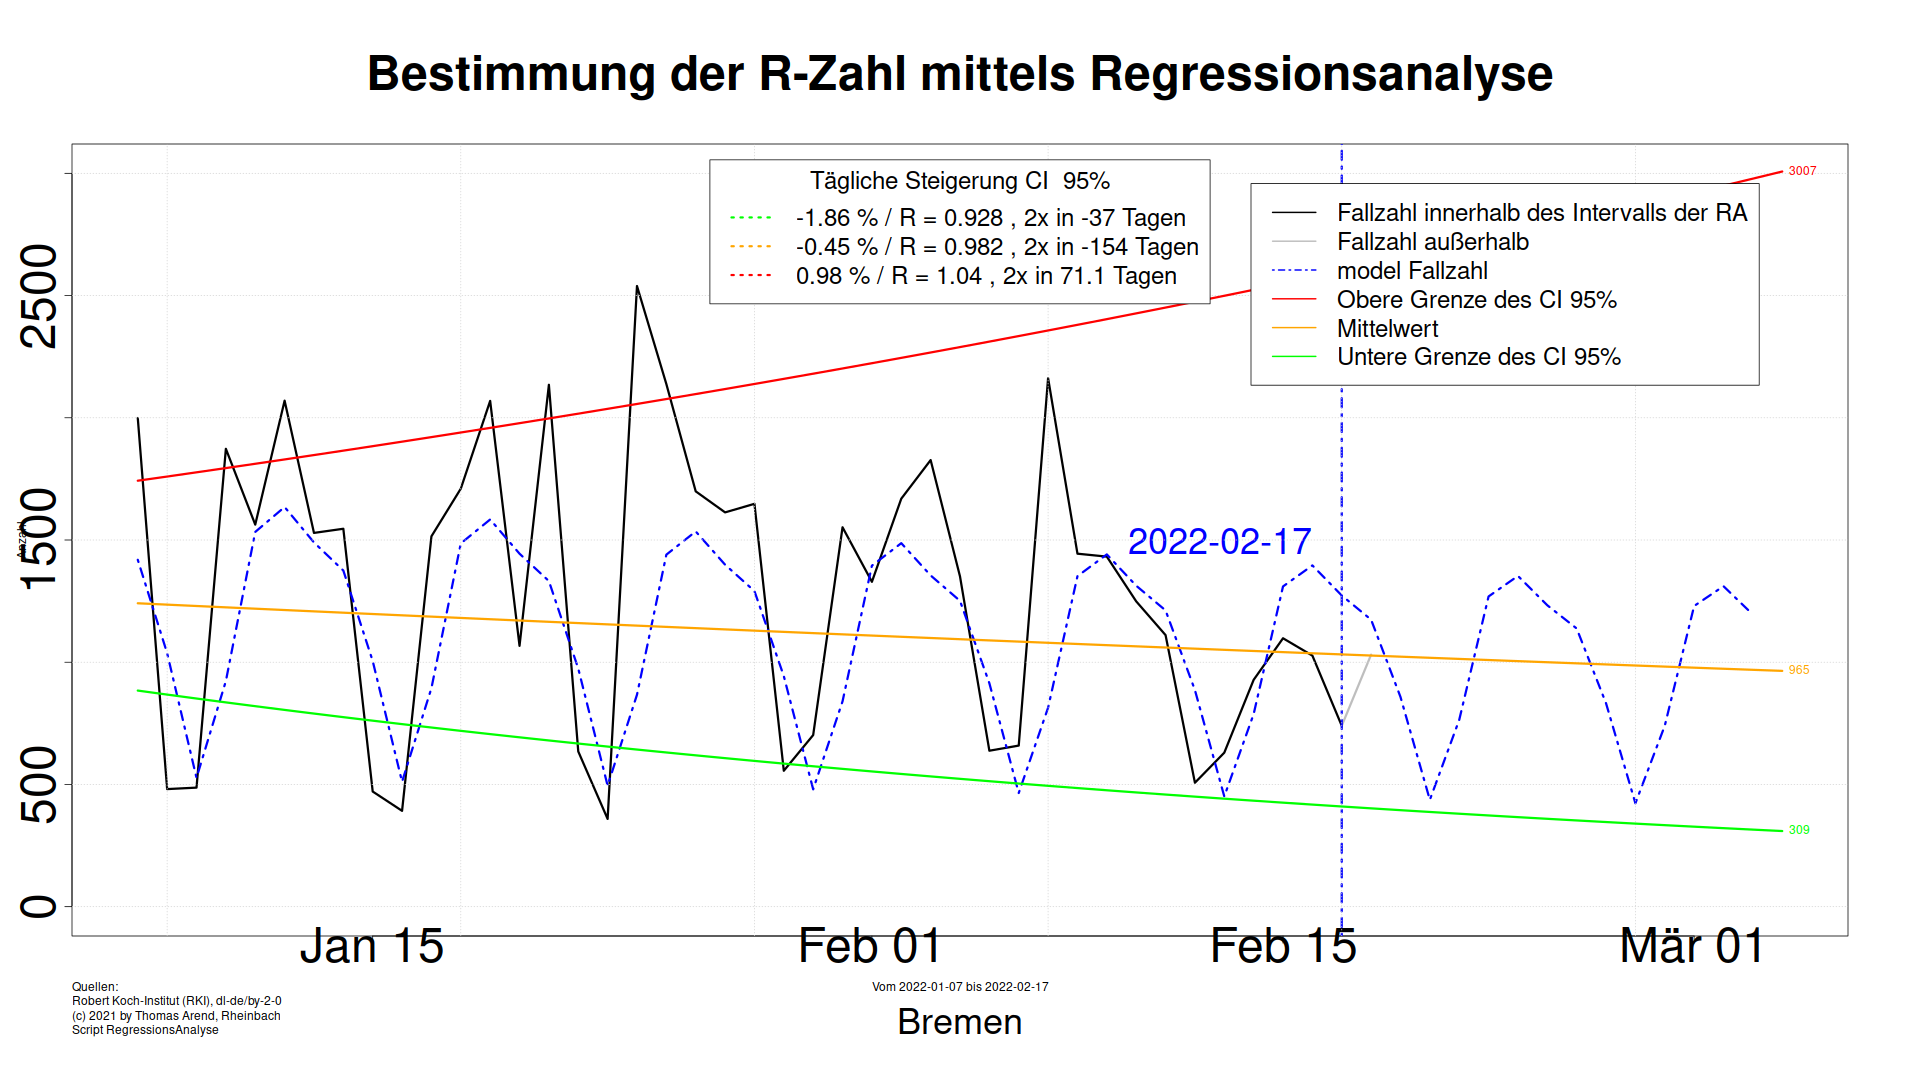 Bestimmung der R-Zahl mittels Regressionsanalyse
Tägliche Steigerung CI  95%
-1.86 % / R = 0.928 , 2x in -37 Tagen
-0.45 % / R = 0.982 , 2x in -154 Tagen
0.98 % / R = 1.04 , 2x in 71.1 Tagen
3007
Fallzahl innerhalb des Intervalls der RA
Fallzahl außerhalb
model Fallzahl
Obere Grenze des CI 95%
Mittelwert
Untere Grenze des CI 95%
2500
1500
500
0
Anzahl
2022-02-17
965
309
Jan 15
Feb 01
Feb 15
Mär 01
Quellen:
Robert Koch-Institut (RKI), dl-de/by-2-0
(c) 2021 by Thomas Arend, Rheinbach
Script RegressionsAnalyse
Vom 2022-01-07 bis 2022-02-17
Bremen